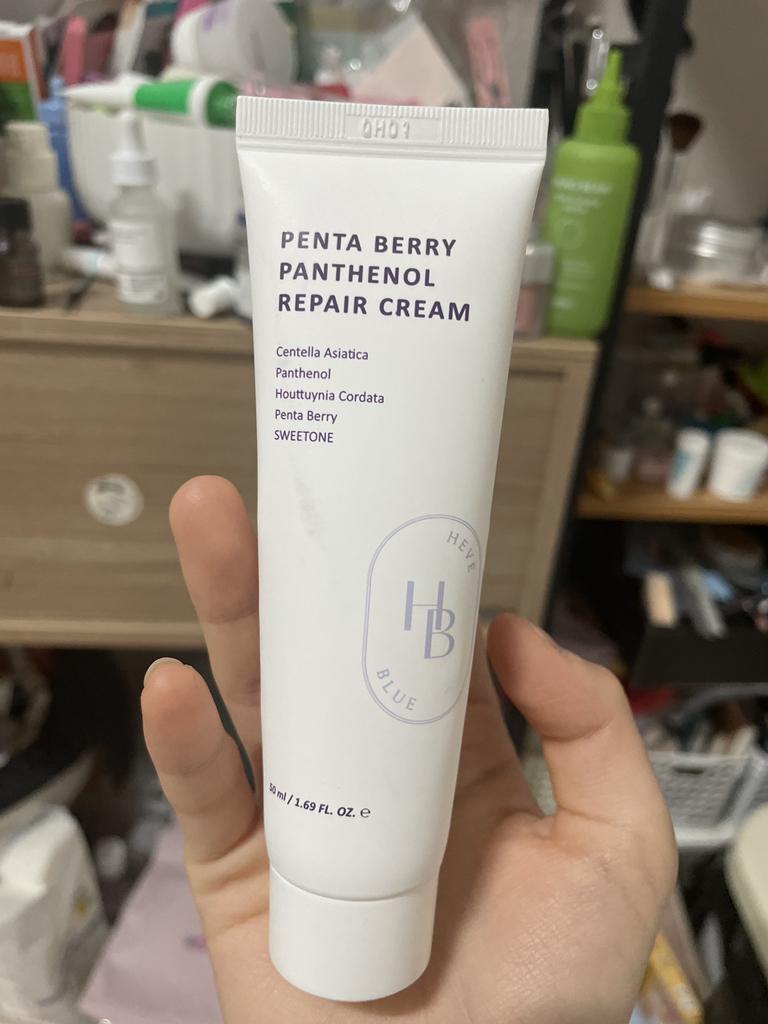 PENTA BERRY
PANTHENOL
REPAIR CREAM
Centella Asiatica
Panthenol
Houttuynia Cordata
Penta Berry
SWEETONE
HEVE
HB
BLUE
50 ml / 1.69 FL. OZ. e